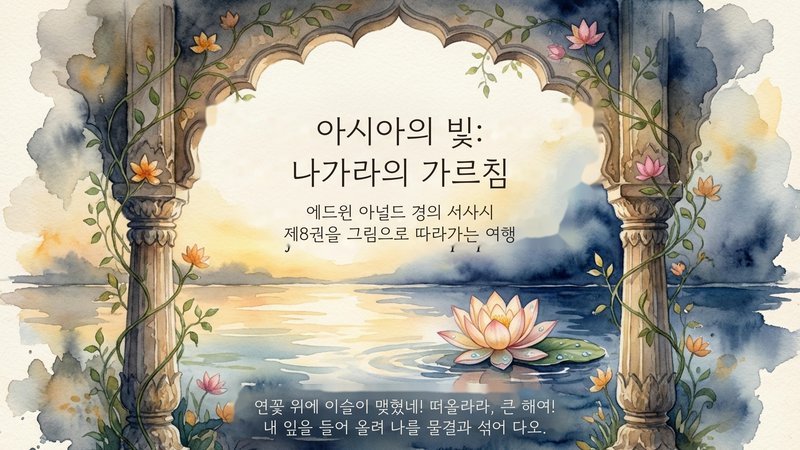 아시아의 빛:
나가라의 가르침
에드윈 아널드 경의 서사시
제8권을 그림으로 따라가는 여행
연꽃 위에 이슬이 맺혔네! 떠올라라, 큰 해여!
내 잎을 들어 올려 나를 물결과 섞어 다오.